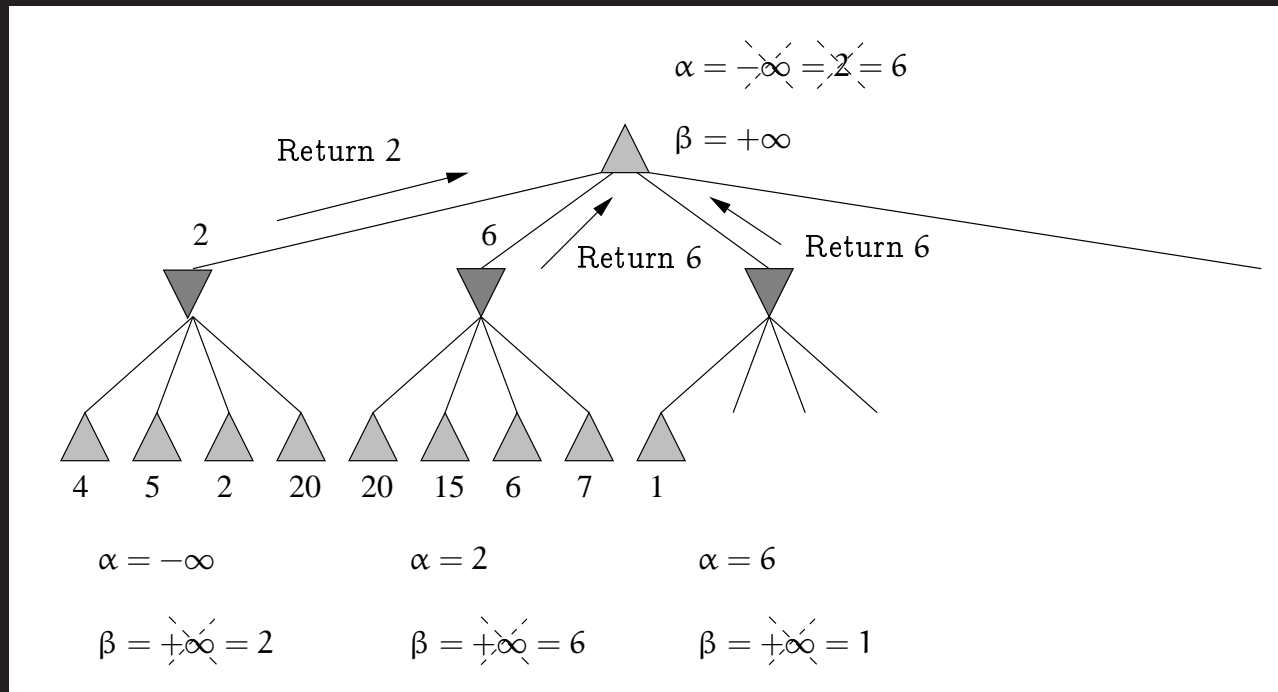 α = −∞ = 2 = 6
β = +∞
Return 2
2
6
Return 6
Return 6
4 5 2 20 20 15 6 7 1
α = −∞ α = 2 α = 6
β = +∞ = 2 β = +∞ = 6 β = +∞ = 1